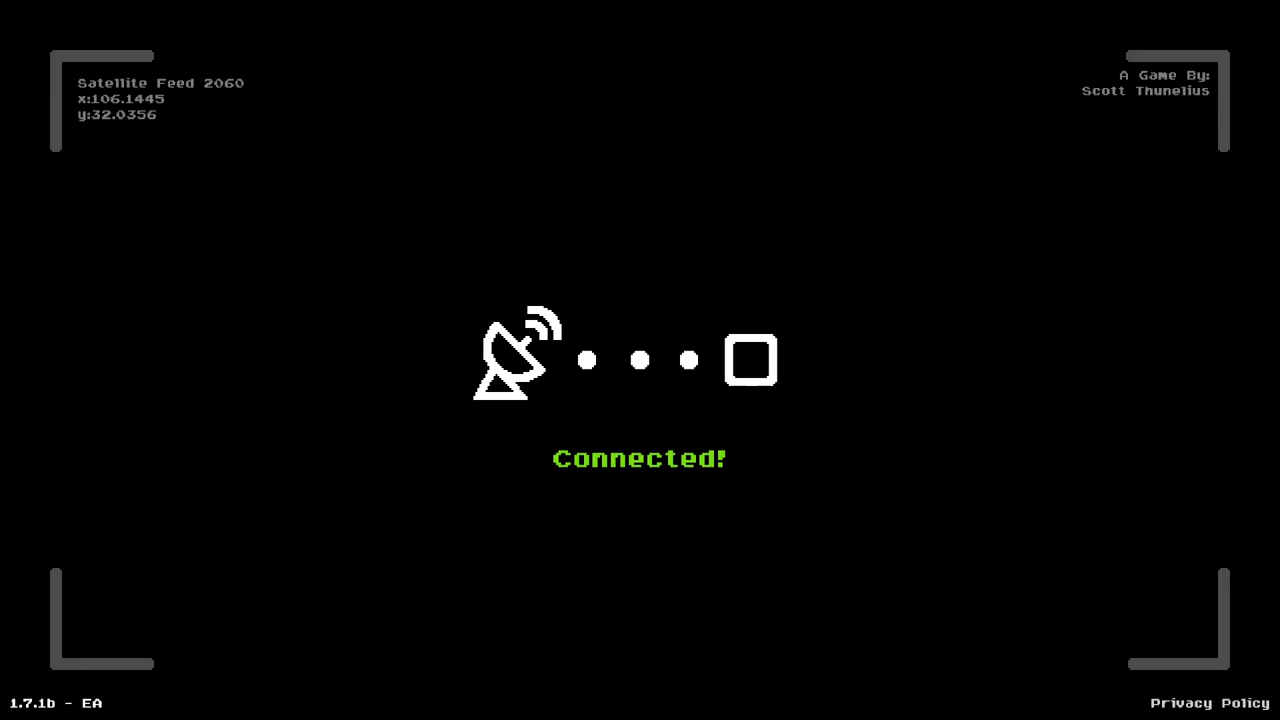 Satellite Feed 2060
x:106.1445
y:32.0356
A Game By:
Scott Thunelius
Connected!
1.7.1b - EA
Privacy Policy